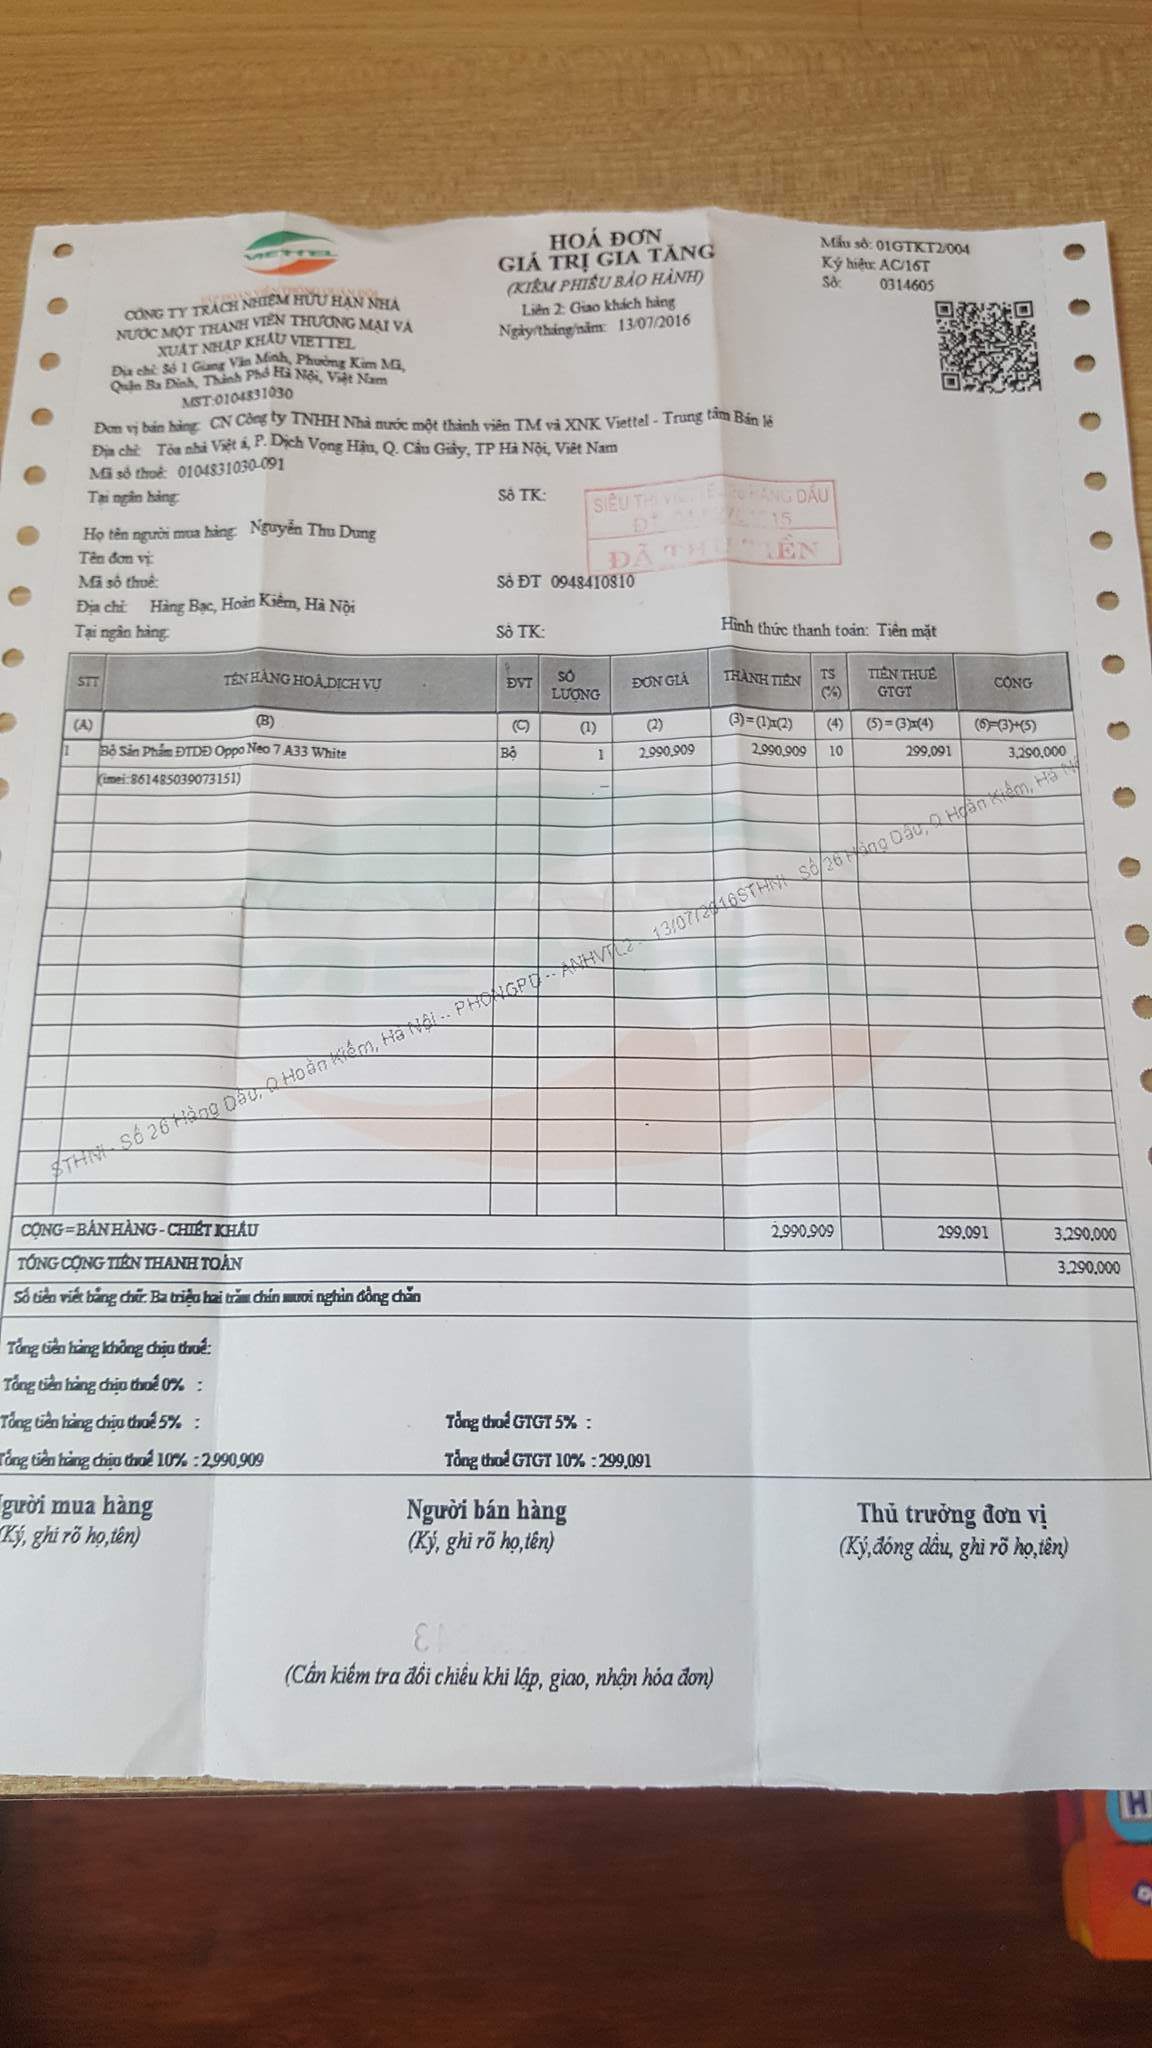 VIETTEL
CÔNG TY TRÁCH NHIỆM HỮU HẠN NHÀ
NƯỚC MỘT THÀNH VIÊN THƯƠNG MẠI VÀ
XUẤT NHẬP KHẨU VIETTEL
Địa chỉ: Số 1 Giang Văn Minh, Phường Kim Mã,
Quận Ba Đình, Thành Phố Hà Nội, Việt Nam
MST:0104831030
HOÁ ĐƠN
GIÁ TRỊ GIA TĂNG
(KIÊM PHIẾU BẢO HÀNH)
Liên 2: Giao khách hàng
Ngày/tháng/năm: 13/07/2016
Mẫu số: 01GTKT2/004
Ký hiệu: AC/16T
Số: 0314605
Đơn vị bán hàng: CN Công ty TNHH Nhà nước một thành viên TM và XNK Viettel - Trung tâm Bán lẻ
Địa chỉ: Tòa nhà Việt á, P. Dịch Vọng Hậu, Q. Cầu Giấy, TP Hà Nội, Việt Nam
Mã số thuế: 0104831030-091
Tại ngân hàng: Số TK:
SIÊU THỊ HÀNG DẦU
ĐÃ THU TIỀN
Họ tên người mua hàng: Nguyễn Thu Dung
Tên đơn vị:
Mã số thuế: Số ĐT 0948410810
Địa chỉ: Hàng Bạc, Hoàn Kiếm, Hà Nội
Tại ngân hàng: Số TK: Hình thức thanh toán: Tiền mặt
STT TÊN HÀNG HOÁ,DỊCH VỤ ĐVT SỐ LƯỢNG ĐƠN GIÁ THÀNH TIỀN TS (%) TIỀN THUẾ GTGT CỘNG
(A) (B) (C) (1) (2) (3)=(1)x(2) (4) (5)=(3)x(4) (6)=(3)+(5)
1 Bộ Sản Phẩm ĐTDĐ Oppo Neo 7 A33 White Bộ 1 2,990,909 2,990,909 10 299,091 3,290,000
(imei:861485039073151)
STHNI - Số 26 Hàng Dầu, Q Hoàn Kiếm, Hà Nội -- PHONGPD -- ANHVTL2 -- 13/07/2016STHNI - Số 26 Hàng Dầu, Q Hoàn Kiếm, Hà Nộ
CỘNG = BÁN HÀNG - CHIẾT KHẤU 2,990,909 299,091 3,290,000
TỔNG CỘNG TIỀN THANH TOÁN 3,290,000
Số tiền viết bằng chữ: Ba triệu hai trăm chín mươi nghìn đồng chẵn
Tổng tiền hàng không chịu thuế:
Tổng tiền hàng chịu thuế 0% :
Tổng tiền hàng chịu thuế 5% : Tổng thuế GTGT 5% :
Tổng tiền hàng chịu thuế 10% : 2,990,909 Tổng thuế GTGT 10% : 299,091
gười mua hàng Người bán hàng Thủ trưởng đơn vị
(Ký, ghi rõ họ,tên) (Ký, ghi rõ họ,tên) (Ký,đóng dấu, ghi rõ họ,tên)
(Cần kiểm tra đối chiếu khi lập, giao, nhận hóa đơn)
H